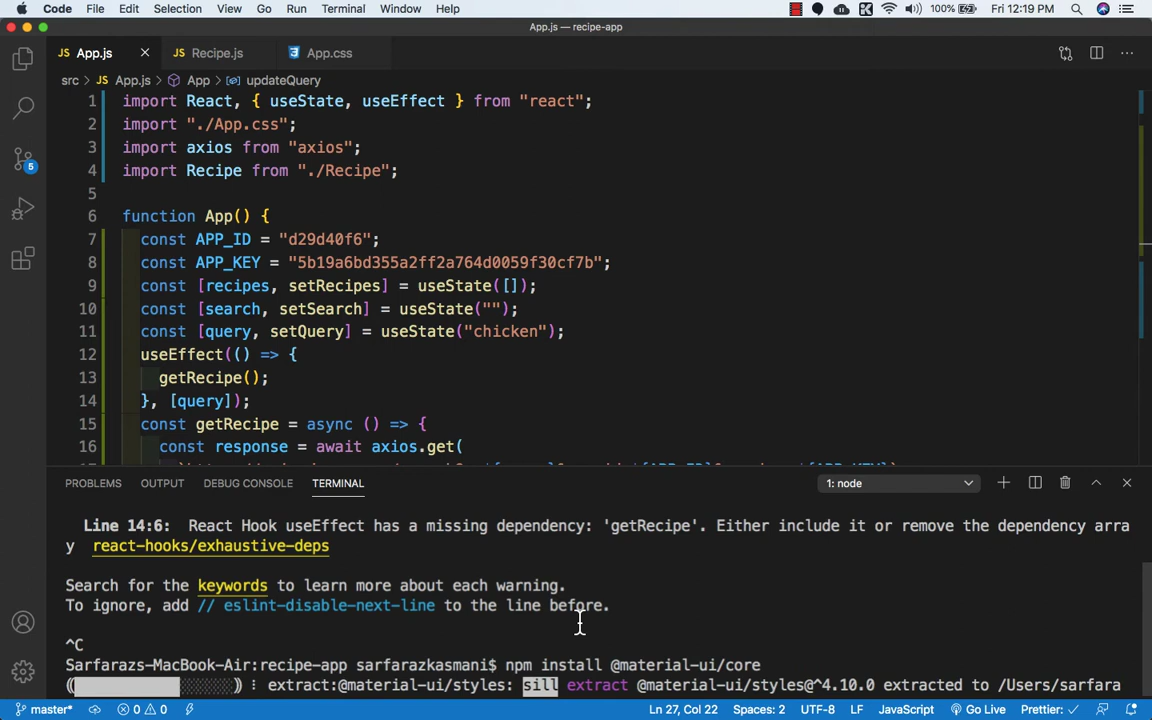 Code File Edit Selection View Go Run Terminal Window Help 100% Fri 12:19 PM
App.js — recipe-app
JS App.js × JS Recipe.js App.css
src > JS App.js > App > updateQuery
1 import React, { useState, useEffect } from "react";
2 import "./App.css";
3 import axios from "axios";
4 import Recipe from "./Recipe";
5
6 function App() {
7 const APP_ID = "d29d40f6";
8 const APP_KEY = "5b19a6bd355a2ff2a764d0059f30cf7b";
9 const [recipes, setRecipes] = useState([]);
10 const [search, setSearch] = useState("");
11 const [query, setQuery] = useState("chicken");
12 useEffect(() => {
13 getRecipe();
14 }, [query]);
15 const getRecipe = async () => {
16 const response = await axios.get(
5
PROBLEMS OUTPUT DEBUG CONSOLE TERMINAL 1: node
Line 14:6: React Hook useEffect has a missing dependency: 'getRecipe'. Either include it or remove the dependency arra
y react-hooks/exhaustive-deps
Search for the keywords to learn more about each warning.
To ignore, add // eslint-disable-next-line to the line before.
^C
Sarfarazs-MacBook-Air:recipe-app sarfarazkasmani$ npm install @material-ui/core
extract:@material-ui/styles: sill extract @material-ui/styles@^4.10.0 extracted to /Users/sarfara
master* 0 0 Ln 27, Col 22 Spaces: 2 UTF-8 LF JavaScript Go Live Prettier: ✓